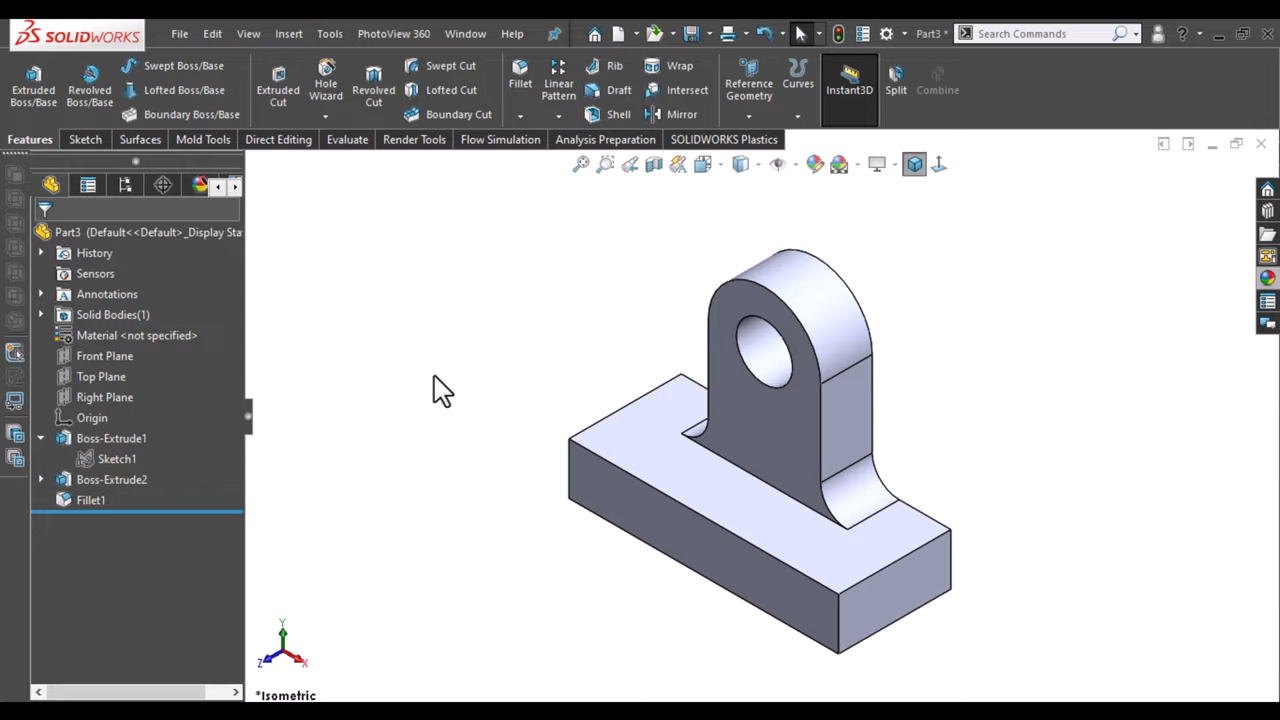 SOLIDWORKS File Edit View Insert Tools PhotoView 360 Window Help Part3 * Search Commands ?
Extruded Boss/Base
Revolved Boss/Base
Swept Boss/Base
Lofted Boss/Base
Boundary Boss/Base
Extruded Cut
Hole Wizard
Revolved Cut
Swept Cut
Lofted Cut
Boundary Cut
Fillet
Linear Pattern
Rib
Draft
Shell
Wrap
Intersect
Mirror
Reference Geometry
Curves
Instant3D
Split
Combine
Features Sketch Surfaces Mold Tools Direct Editing Evaluate Render Tools Flow Simulation Analysis Preparation SOLIDWORKS Plastics
Part3 (Default<<Default>_Display Sta
History
Sensors
Annotations
Solid Bodies(1)
Material <not specified>
Front Plane
Top Plane
Right Plane
Origin
Boss-Extrude1
Sketch1
Boss-Extrude2
Fillet1
Y
Z
X
*Isometric